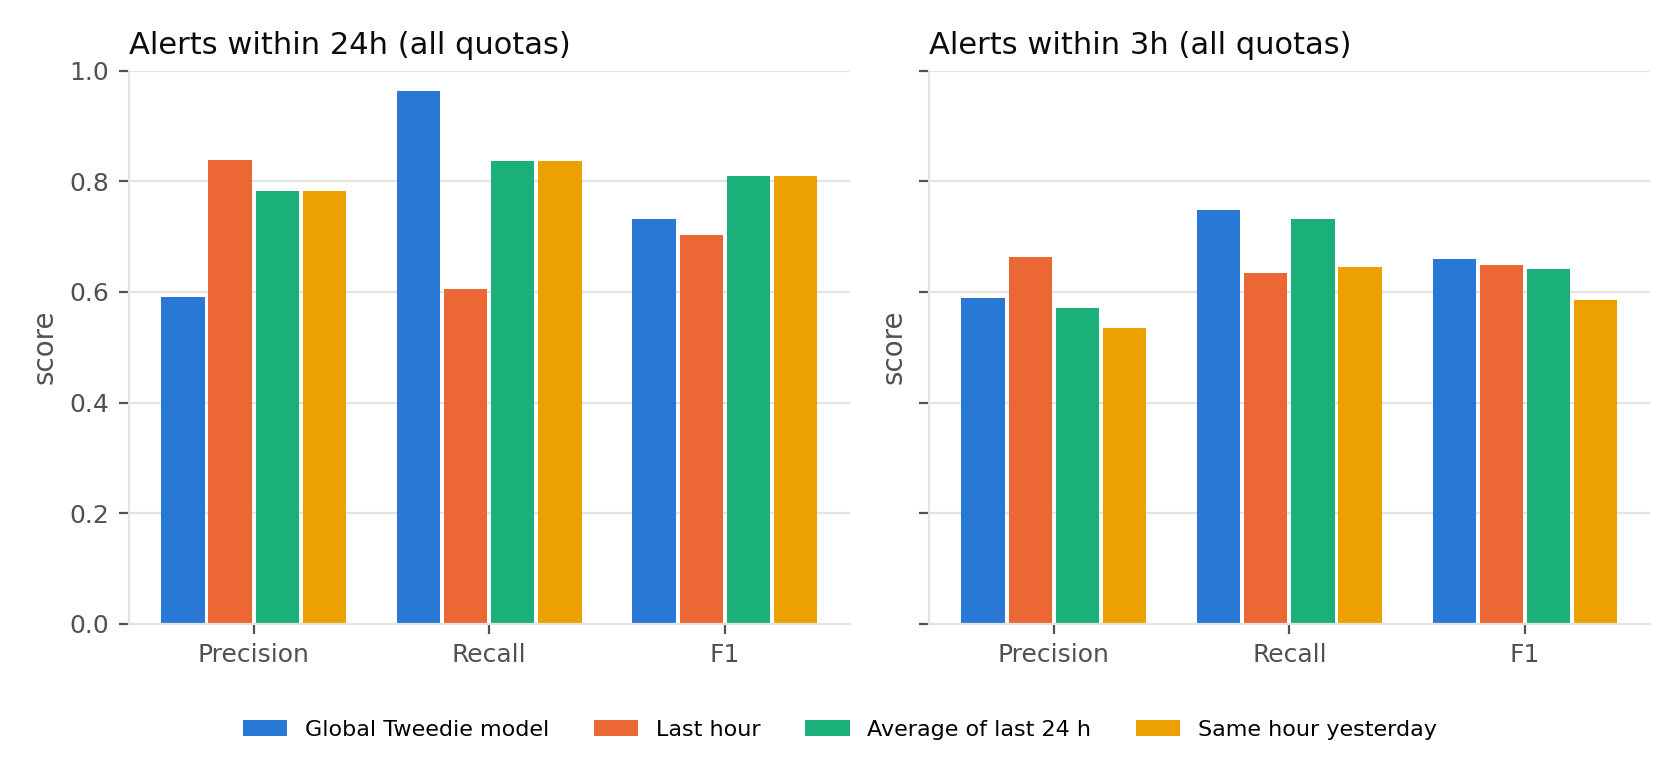 Alerts within 24h (all quotas)
Alerts within 3h (all quotas)
score
1.0
0.8
0.6
0.4
0.2
0.0
Precision
Recall
F1
score
Precision
Recall
F1
Global Tweedie model
Last hour
Average of last 24 h
Same hour yesterday